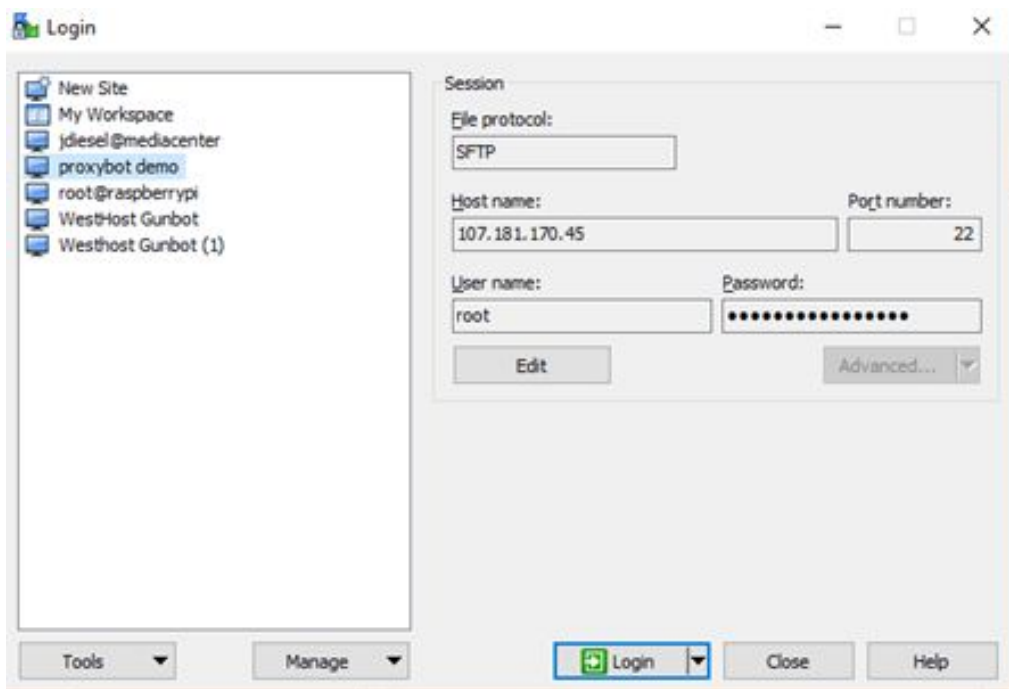 Login
New Site
My Workspace
jdiesel@mediacenter
proxybot demo
root@raspberrypi
WestHost Gunbot
Westhost Gunbot (1)
Session
File protocol:
SFTP
Host name: Port number:
107.181.170.45 22
User name: Password:
root ●●●●●●●●●●●●●●●●
Edit Advanced...
Tools Manage Login Close Help